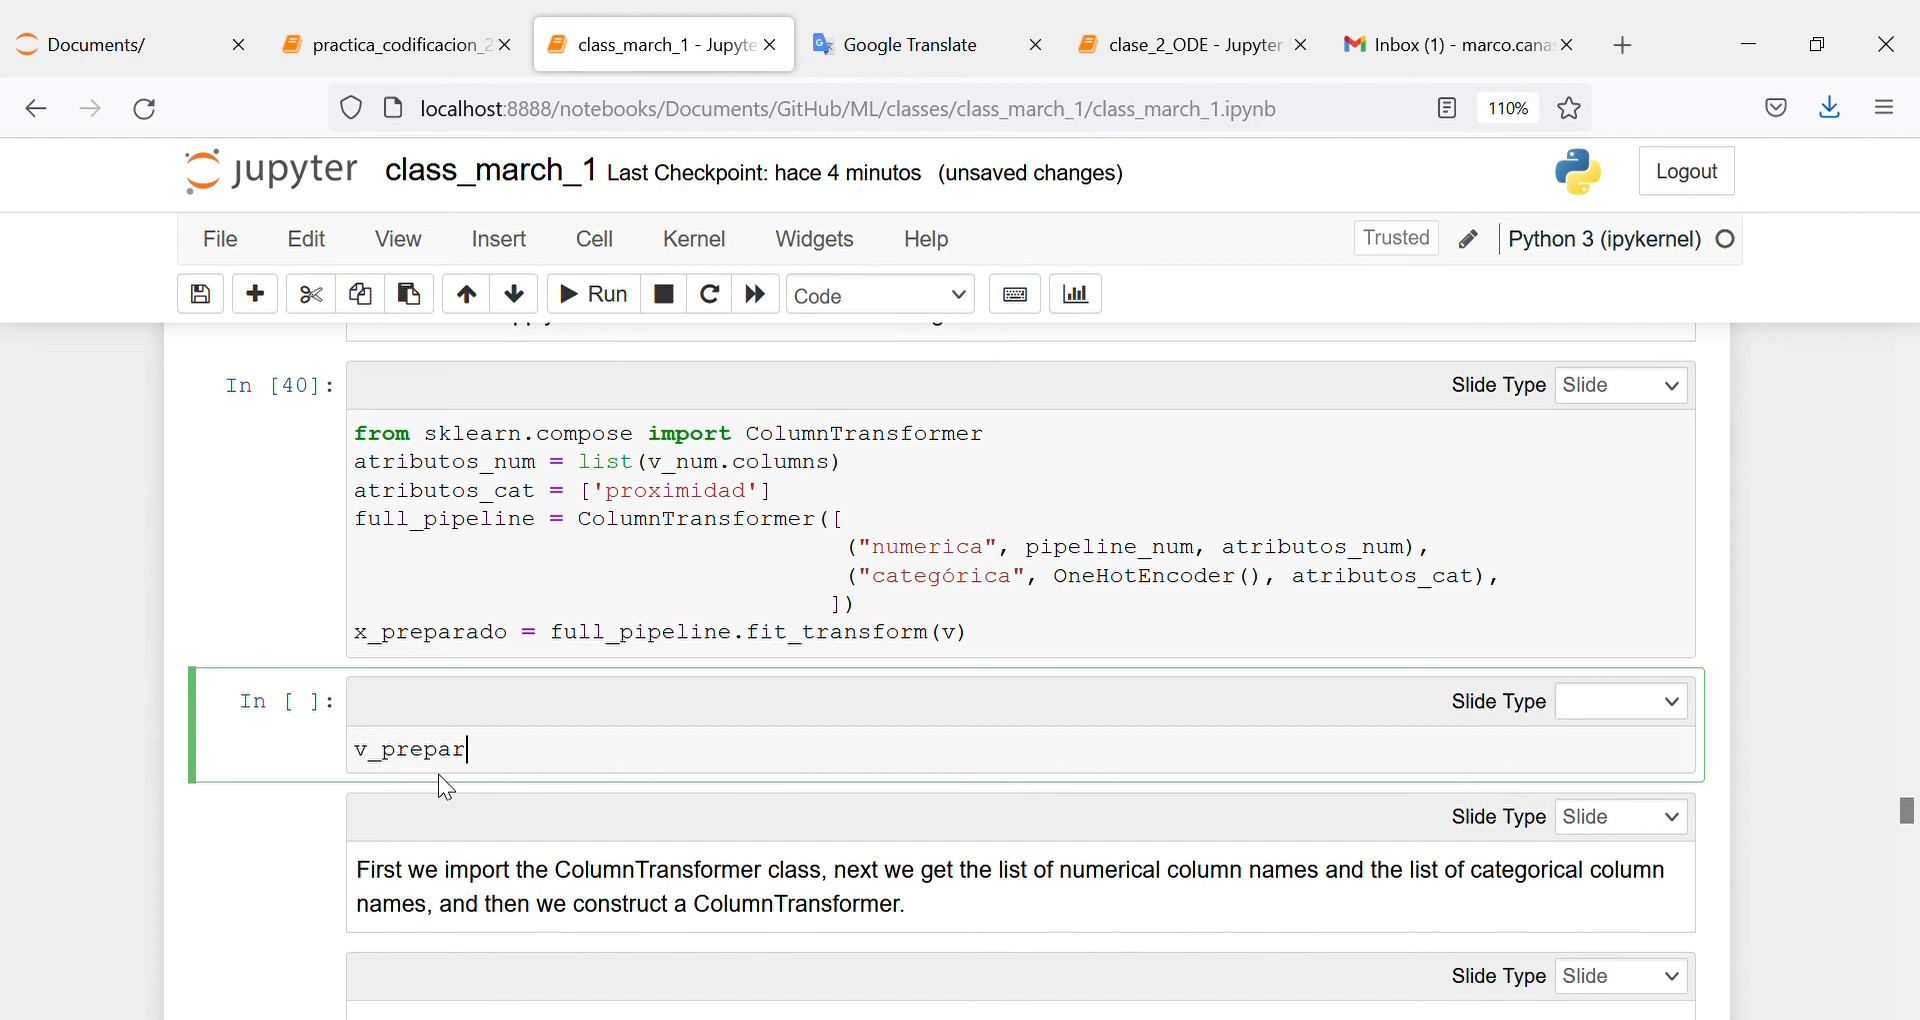 Documents/
practica_codificacion_2
class_march_1 - Jupyte
Google Translate
clase_2_ODE - Jupyter
Inbox (1) - marco.cana
localhost:8888/notebooks/Documents/GitHub/ML/classes/class_march_1/class_march_1.ipynb
110%
jupyter class_march_1 Last Checkpoint: hace 4 minutos (unsaved changes)
Logout
File Edit View Insert Cell Kernel Widgets Help
Trusted
Python 3 (ipykernel)
Run
Code
In [40]:
Slide Type Slide
from sklearn.compose import ColumnTransformer
atributos_num = list(v_num.columns)
atributos_cat = ['proximidad']
full_pipeline = ColumnTransformer([
("numerica", pipeline_num, atributos_num),
("categórica", OneHotEncoder(), atributos_cat),
])
x_preparado = full_pipeline.fit_transform(v)
In [ ]:
Slide Type
v_prepar
Slide Type Slide
First we import the ColumnTransformer class, next we get the list of numerical column names and the list of categorical column
names, and then we construct a ColumnTransformer.
Slide Type Slide